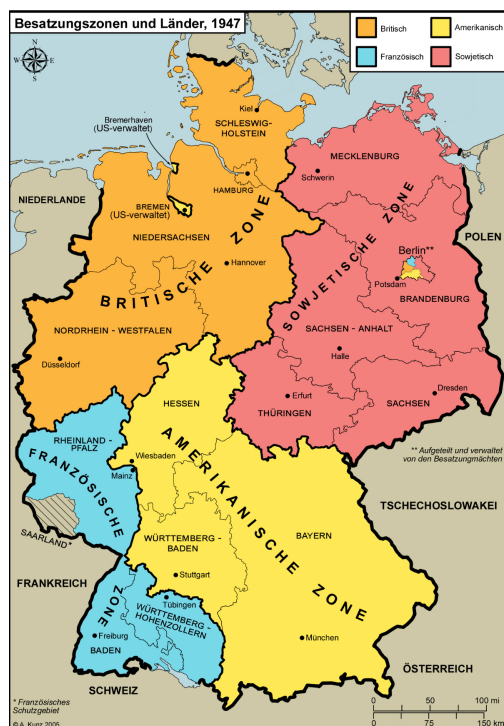 Besatzungszonen und Länder, 1947
Britisch
Amerikanisch
Französisch
Sowjetisch
N
W
E
S
Kiel
SCHLESWIG-
HOLSTEIN
Bremerhaven
(US-verwaltet)
MECKLENBURG
Schwerin
HAMBURG
NIEDERLANDE
BREMEN
(US-verwaltet)
NIEDERSACHSEN
POLEN
Berlin**
Hannover
Potsdam
BRITISCHE ZONE
SOWJETISCHE ZONE
BRANDENBURG
NORDRHEIN - WESTFALEN
SACHSEN - ANHALT
Halle
Düsseldorf
Dresden
HESSEN
Erfurt
SACHSEN
THÜRINGEN
RHEINLAND -
PFALZ
Wiesbaden
** Aufgeteilt und verwaltet
von den Besatzungmächten
Mainz
FRANZÖSISCHE
ZONE
AMERIKANISCHE ZONE
TSCHECHOSLOWAKEI
SAARLAND*
WÜRTTEMBERG -
BADEN
BAYERN
Stuttgart
FRANKREICH
Tübingen
WÜRTTEMBERG -
HOHENZOLLERN
Freiburg
BADEN
München
ÖSTERREICH
SCHWEIZ
* Französisches
Schutzgebiet
0 50 100 mi
0 75 150 km
© A. Kunz 2005